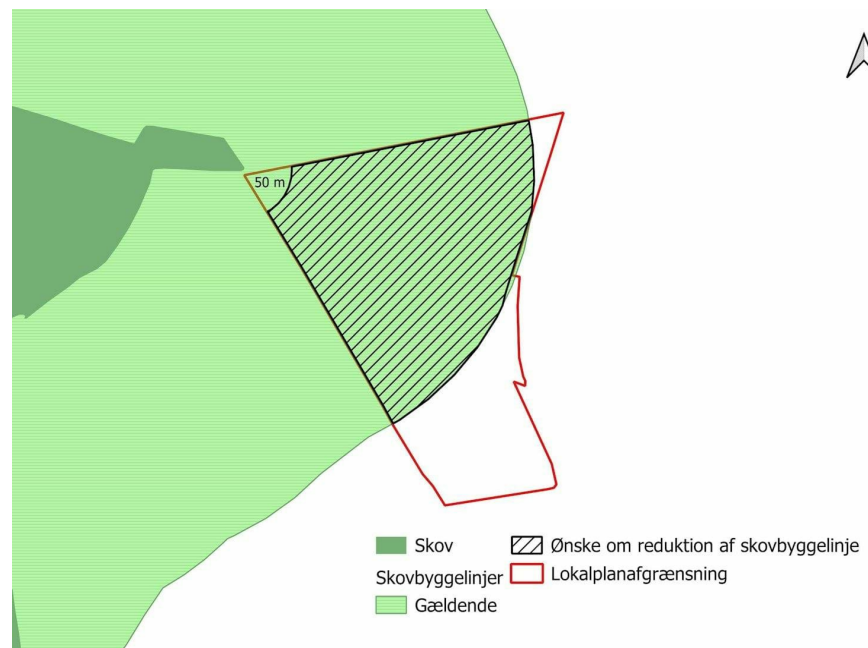 50 m
Skov
Ønske om reduktion af skovbyggelinje
Skovbyggelinjer
Lokalplanafgrænsning
Gældende